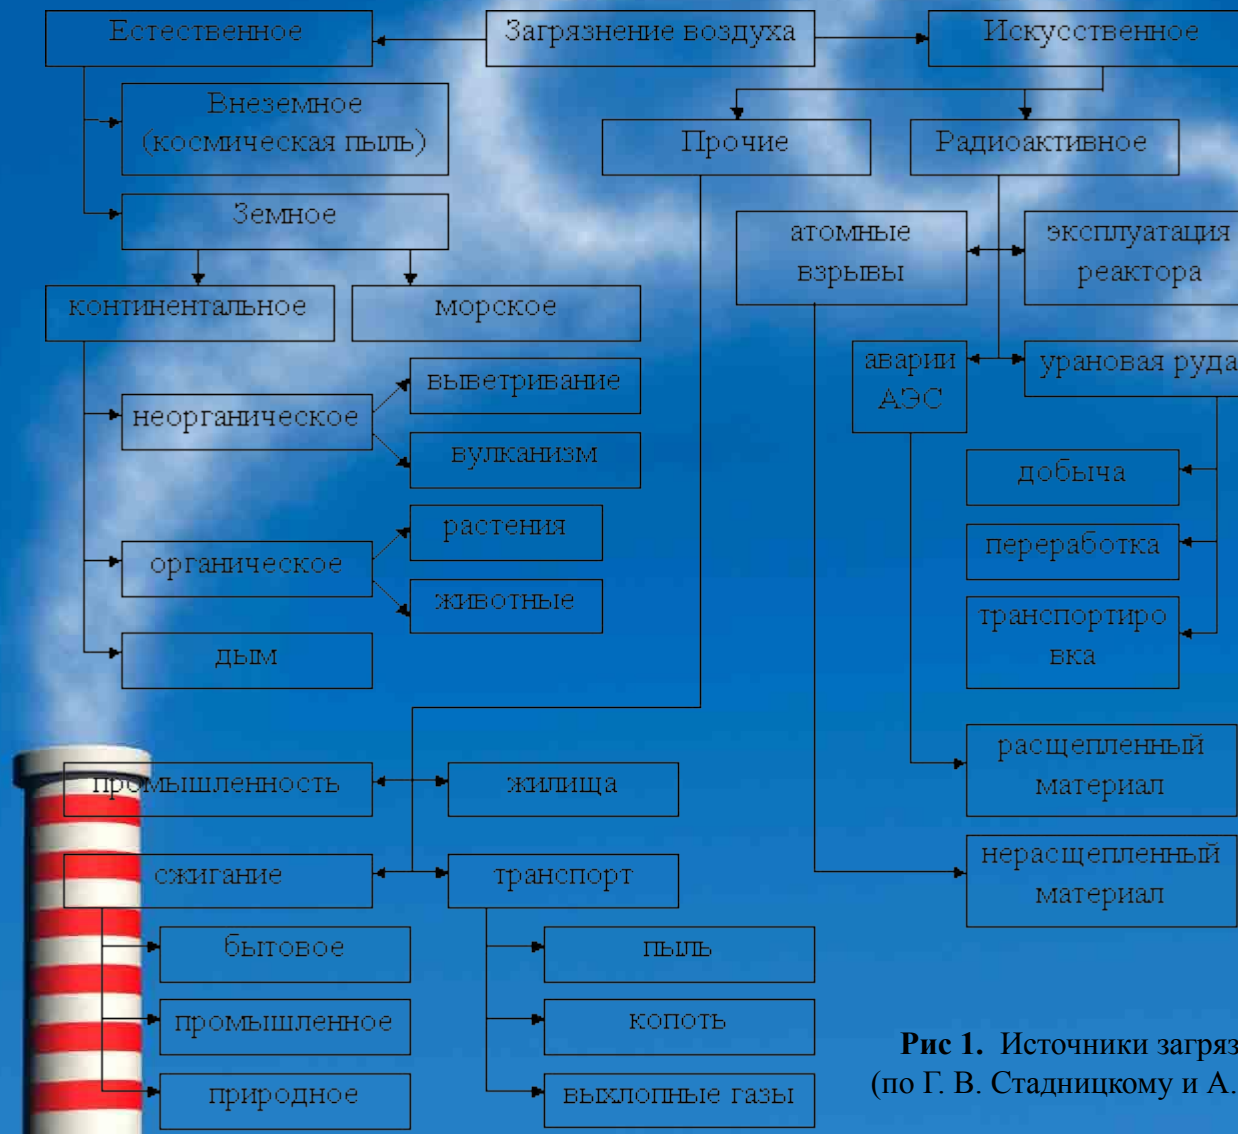 Загрязнение воздуха
Естественное
Внеземное
(космическая пыль)
Земное
континентальное
морское
неорганическое
выветривание
вулканизм
органическое
растения
животные
дым
Искусственное
Прочие
Радиоактивное
атомные
взрывы
эксплуатация
реактора
аварии
АЭС
урановая руда
добыча
переработка
транспортиро
вка
расщепленный
материал
нерасщепленный
материал
промышленность
жилища
сжигание
транспорт
бытовое
промышленное
природное
пыль
копоть
выхлопные газы
Рис 1. Источники загряз
(по Г. В. Стадницкому и А.